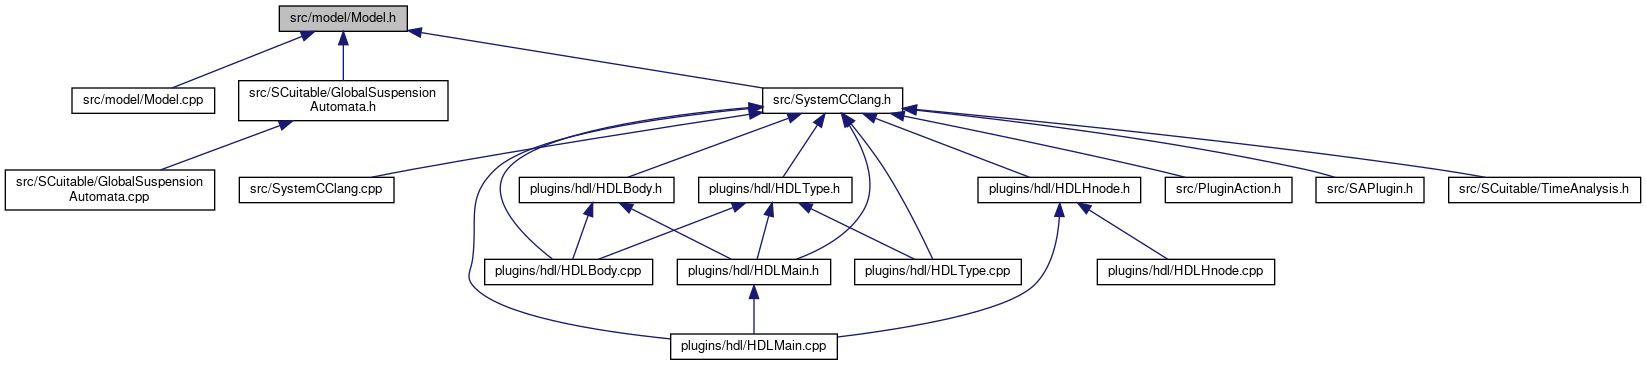 src/model/Model.h
src/model/Model.cpp
src/SCuitable/GlobalSuspension
Automata.h
src/SystemCClang.h
src/SCuitable/GlobalSuspension
Automata.cpp
src/SystemCClang.cpp
plugins/hdl/HDLBody.h
plugins/hdl/HDLType.h
plugins/hdl/HDLHnode.h
src/PluginAction.h
src/SAPlugin.h
src/SCuitable/TimeAnalysis.h
plugins/hdl/HDLBody.cpp
plugins/hdl/HDLMain.h
plugins/hdl/HDLType.cpp
plugins/hdl/HDLHnode.cpp
plugins/hdl/HDLMain.cpp